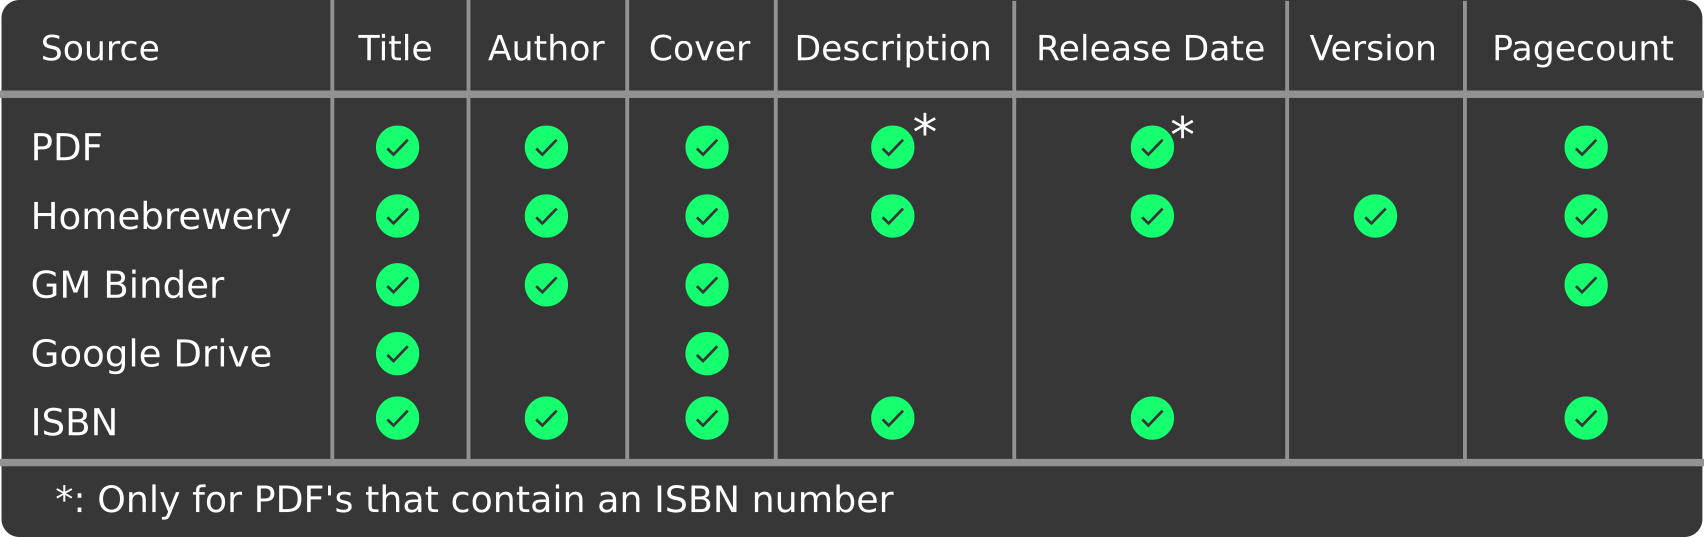 Source Title Author Cover Description Release Date Version Pagecount
PDF * *
Homebrewery
GM Binder
Google Drive
ISBN
*: Only for PDF's that contain an ISBN number